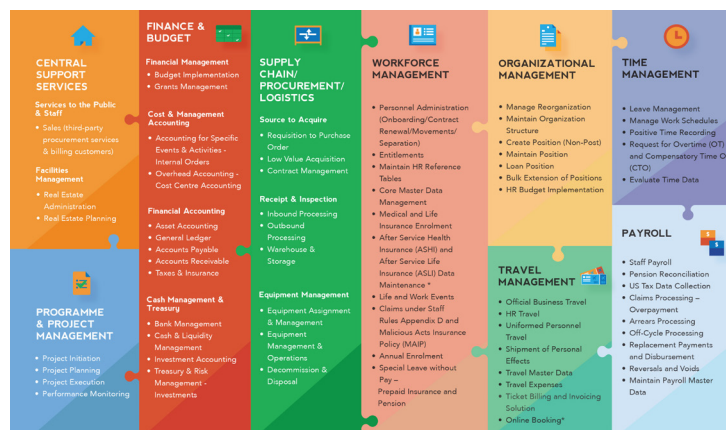 CENTRAL
SUPPORT
SERVICES
Services to the Public
& Staff
• Sales (third-party
procurement services
& billing customers)
Facilities
Management
• Real Estate
Administration
• Real Estate Planning
PROGRAMME
& PROJECT
MANAGEMENT
• Project Initiation
• Project Planning
• Project Execution
• Performance Monitoring
FINANCE &
BUDGET
Financial Management
• Budget Implementation
• Grants Management
Cost & Management
Accounting
• Accounting for Specific
Events & Activities -
Internal Orders
• Overhead Accounting -
Cost Centre Accounting
Financial Accounting
• Asset Accounting
• General Ledger
• Accounts Payable
• Accounts Receivable
• Taxes & Insurance
Cash Management &
Treasury
• Bank Management
• Cash & Liquidity
Management
• Investment Accounting
• Treasury & Risk
Management -
Investments
SUPPLY
CHAIN/
PROCUREMENT/
LOGISTICS
Source to Acquire
• Requisition to Purchase
Order
• Low Value Acquisition
• Contract Management
Receipt & Inspection
• Inbound Processing
• Outbound
Processing
• Warehouse &
Storage
Equipment Management
• Equipment Assignment
& Management
• Equipment
Management &
Operations
• Decommission &
Disposal
WORKFORCE
MANAGEMENT
• Personnel Administration
(Onboarding/Contract
Renewal/Movements/
Separation)
• Entitlements
• Maintain HR Reference
Tables
• Core Master Data
Management
• Medical and Life
Insurance Enrolment
• After Service Health
Insurance (ASHI) and
After Service Life
Insurance (ASLI) Data
Maintenance *
• Life and Work Events
• Claims under Staff
Rules Appendix D and
Malicious Acts Insurance
Policy (MAIP)
• Annual Enrolment
• Special Leave without
Pay –
Prepaid Insurance and
Pension
ORGANIZATIONAL
MANAGEMENT
• Manage Reorganization
• Maintain Organization
Structure
• Create Position (Non-Post)
• Maintain Position
• Loan Position
• Bulk Extension of Positions
• HR Budget Implementation
TRAVEL
MANAGEMENT
• Official Business Travel
• HR Travel
• Uniformed Personnel
Travel
• Shipment of Personal
Effects
• Travel Master Data
• Travel Expenses
• Ticket Billing and Invoicing
Solution
• Online Booking*
TIME
MANAGEMENT
• Leave Management
• Manage Work Schedules
• Positive Time Recording
• Request for Overtime (OT)
and Compensatory Time O
(CTO)
• Evaluate Time Data
PAYROLL
$
$
• Staff Payroll
• Pension Reconciliation
• US Tax Data Collection
• Claims Processing –
Overpayment
• Arrears Processing
• Off-Cycle Processing
• Replacement Payments
and Disbursement
• Reversals and Voids
• Maintain Payroll Master
Data